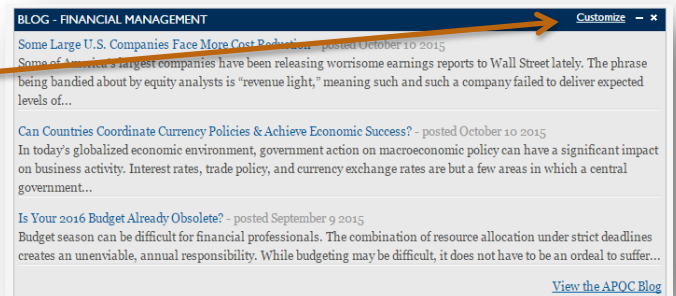 BLOG - FINANCIAL MANAGEMENT Customize
Some Large U.S. Companies Face More Cost Reduction - posted October 10 2015
Some of America's largest companies have been releasing worrisome earnings reports to Wall Street lately. The phrase
being bandied about by equity analysts is "revenue light," meaning such and such a company failed to deliver expected
levels of...
Can Countries Coordinate Currency Policies & Achieve Economic Success? - posted October 10 2015
In today's globalized economic environment, government action on macroeconomic policy can have a significant impact
on business activity. Interest rates, trade policy, and currency exchange rates are but a few areas in which a central
government...
Is Your 2016 Budget Already Obsolete? - posted September 9 2015
Budget season can be difficult for financial professionals. The combination of resource allocation under strict deadlines
creates an unenviable, annual responsibility. While budgeting may be difficult, it does not have to be an ordeal to suffer...
View the APQC Blog